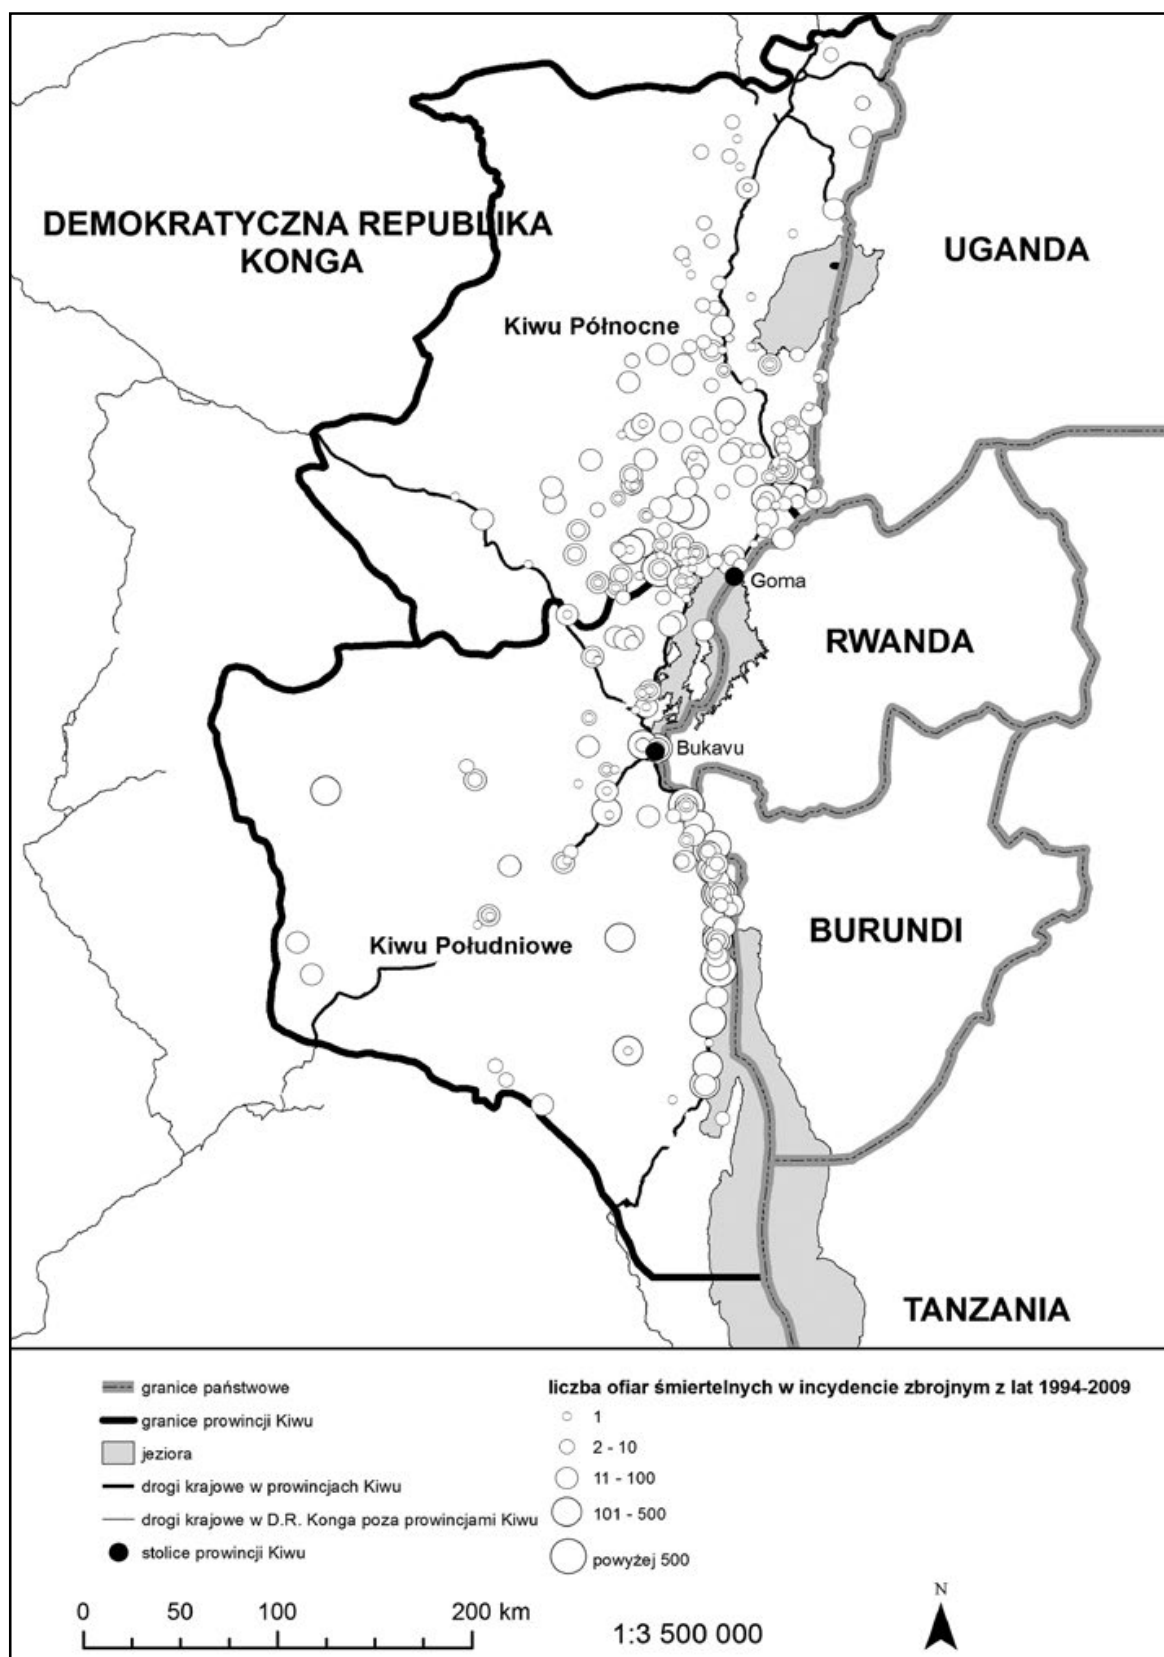 DEMOKRATYCZNA REPUBLIKA
KONGA
UGANDA
Kiwu Północne
Goma
RWANDA
Bukavu
BURUNDI
Kiwu Południowe
TANZANIA
granice państwowe
granice prowincji Kiwu
jeziora
drogi krajowe w prowincjach Kiwu
drogi krajowe w D.R. Konga poza prowincjami Kiwu
stolice prowincji Kiwu
liczba ofiar śmiertelnych w incydencie zbrojnym z lat 1994-2009
1
2 - 10
11 - 100
101 - 500
powyżej 500
0 50 100 200 km
1:3 500 000
N